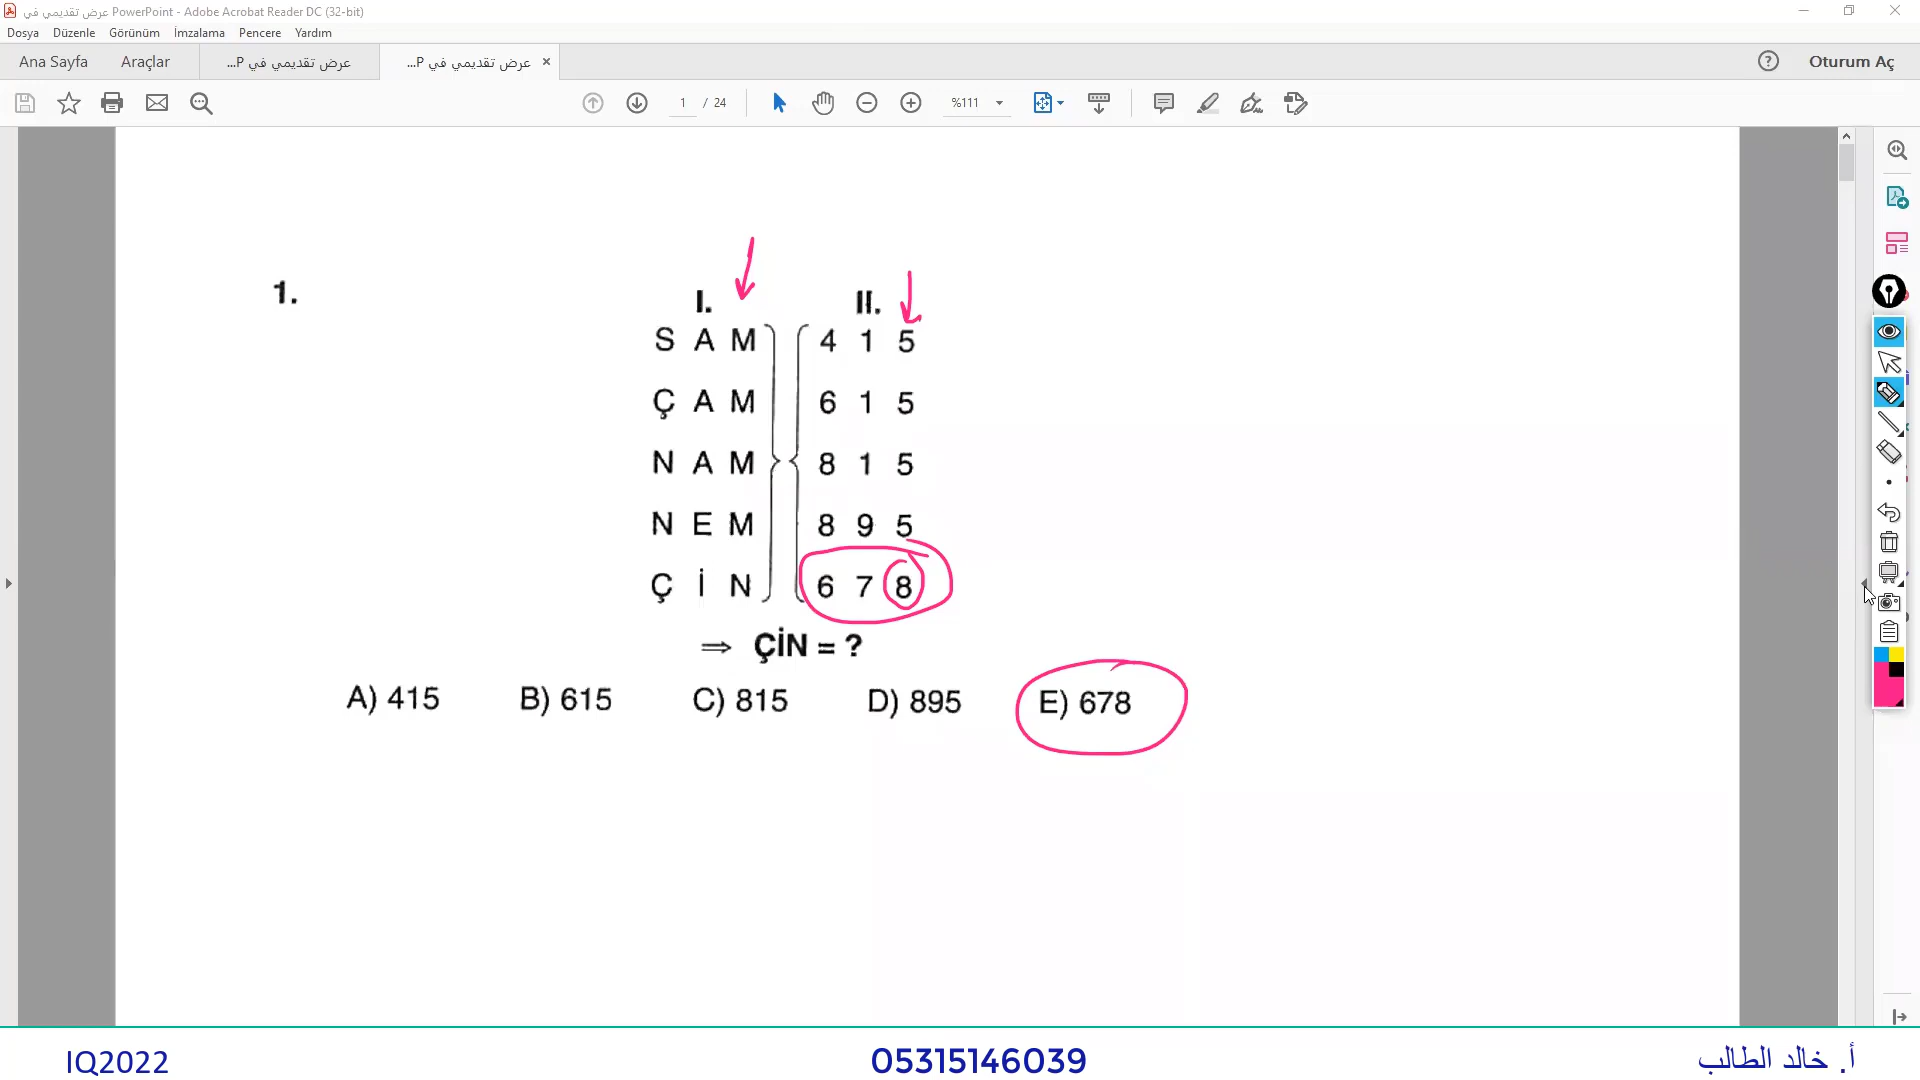 عرض تقديمي في PowerPoint - Adobe Acrobat Reader DC (32-bit)
Dosya Düzenle Görünüm İmzalama Pencere Yardım
Ana Sayfa Araçlar عرض تقديمي في P... عرض تقديمي في P... Oturum Aç
1 / 24 %111
1.
I. II.
S A M 4 1 5
Ç A M 6 1 5
N A M 8 1 5
N E M 8 9 5
Ç İ N 6 7 8
⇒ ÇİN = ?
A) 415 B) 615 C) 815 D) 895 E) 678
IQ2022 05315146039 أ. خالد الطالب